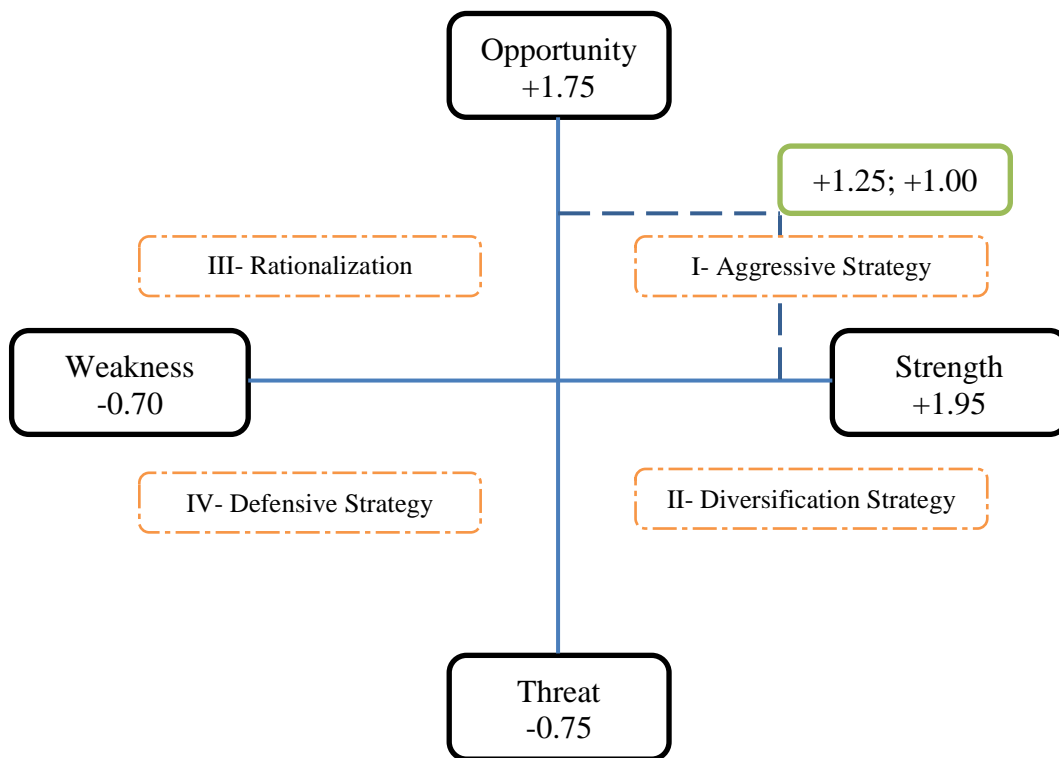 Opportunity
+1.75
+1.25; +1.00
III- Rationalization
I- Aggressive Strategy
Weakness
-0.70
Strength
+1.95
IV- Defensive Strategy
II- Diversification Strategy
Threat
-0.75